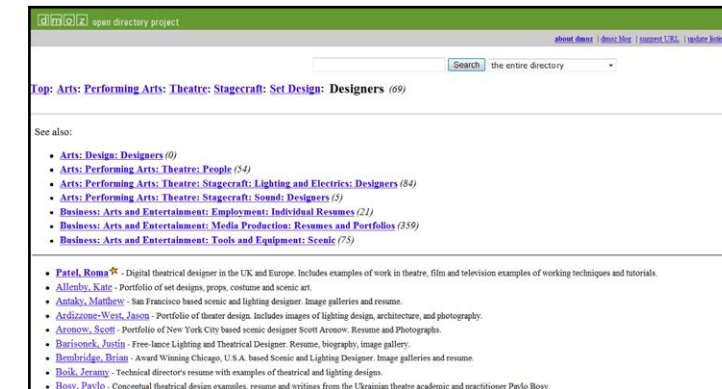 dmoz open directory project
about dmoz | dmoz blog | suggest URL | update listing
Search the entire directory
Top: Arts: Performing Arts: Theatre: Stagecraft: Set Design: Designers (69)
See also:
Arts: Design: Designers (0)
Arts: Performing Arts: Theatre: People (54)
Arts: Performing Arts: Theatre: Stagecraft: Lighting and Electrics: Designers (84)
Arts: Performing Arts: Theatre: Stagecraft: Sound: Designers (5)
Business: Arts and Entertainment: Employment: Individual Resumes (21)
Business: Arts and Entertainment: Media Production: Resumes and Portfolios (359)
Business: Arts and Entertainment: Tools and Equipment: Scenic (75)
Patel, Roma - Digital theatrical designer in the UK and Europe. Includes examples of work in theatre, film and television examples of working techniques and tutorials.
Allenby, Kate - Portfolio of set designs, props, costume and scenic art.
Antaky, Matthew - San Francisco based scenic and lighting designer. Image galleries and resume.
Ardizzone-West, Jason - Portfolio of theater design. Includes images of lighting design, architecture, and photography.
Aronow, Scott - Portfolio of New York City based scenic designer Scott Aronow. Resume and Photographs.
Barisonek, Justin - Free-lance Lighting and Theatrical Designer. Resume, biography, image gallery.
Bembridge, Brian - Award Winning Chicago, U.S.A. based Scenic and Lighting Designer. Image galleries and resume.
Boik, Jeramy - Technical director's resume with examples of theatrical and lighting designs.
Bosy, Pavlo - Conceptual theatrical design examples, resume and writings from the Ukrainian theatre academic and practitioner Pavlo Bosy.